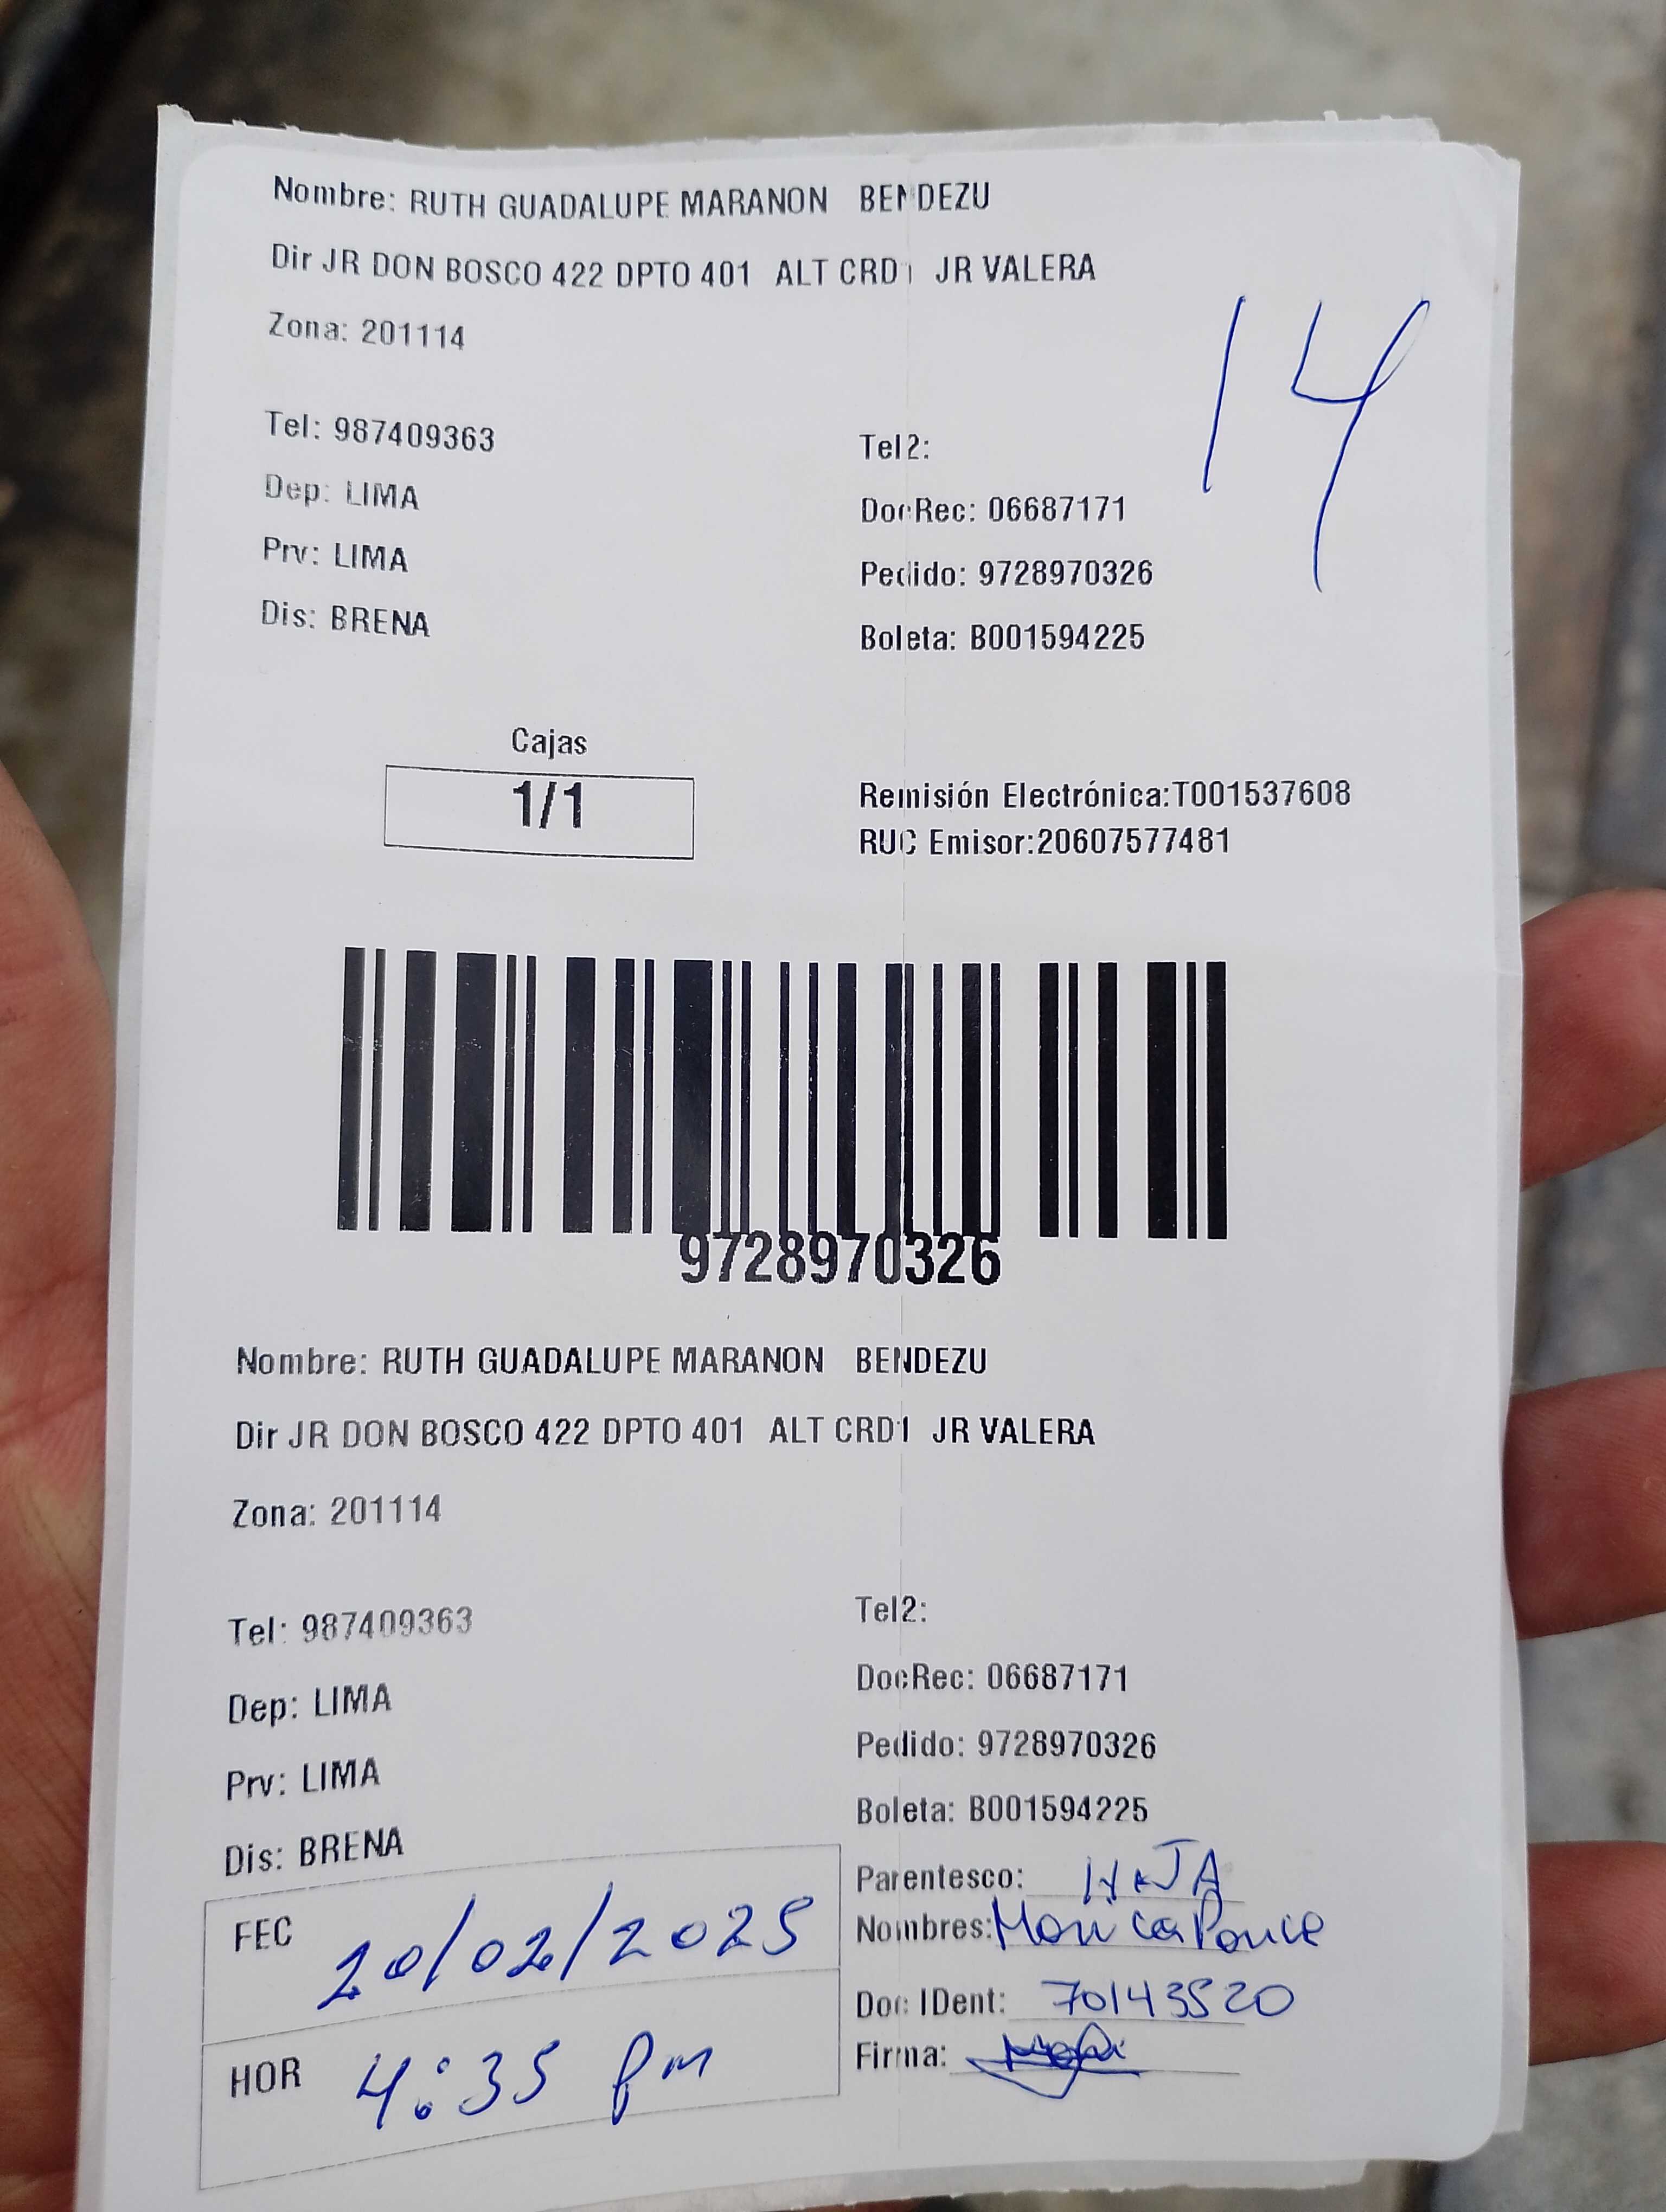 Nombre: RUTH GUADALUPE MARANON BENDEZU
Dir JR DON BOSCO 422 DPTO 401 ALT CRD1 JR VALERA
Zona: 201114
14
Tel: 987409363
Tel2:
Dep: LIMA
DocRec: 06687171
Prv: LIMA
Pedido: 9728970326
Dis: BRENA
Boleta: B001594225
Cajas
1/1
Remisión Electrónica:T001537608
RUC Emisor:20607577481
9728970326
Nombre: RUTH GUADALUPE MARANON BENDEZU
Dir JR DON BOSCO 422 DPTO 401 ALT CRD1 JR VALERA
Zona: 201114
Tel: 987409363
Tel2:
Dep: LIMA
DocRec: 06687171
Prv: LIMA
Pedido: 9728970326
Dis: BRENA
Boleta: B001594225
FEC 20/02/2025
HOR 4:35 pm
Parentesco: HIJA
Nombres: Monica Ponce
Doc IDent: 70143520
Firma: